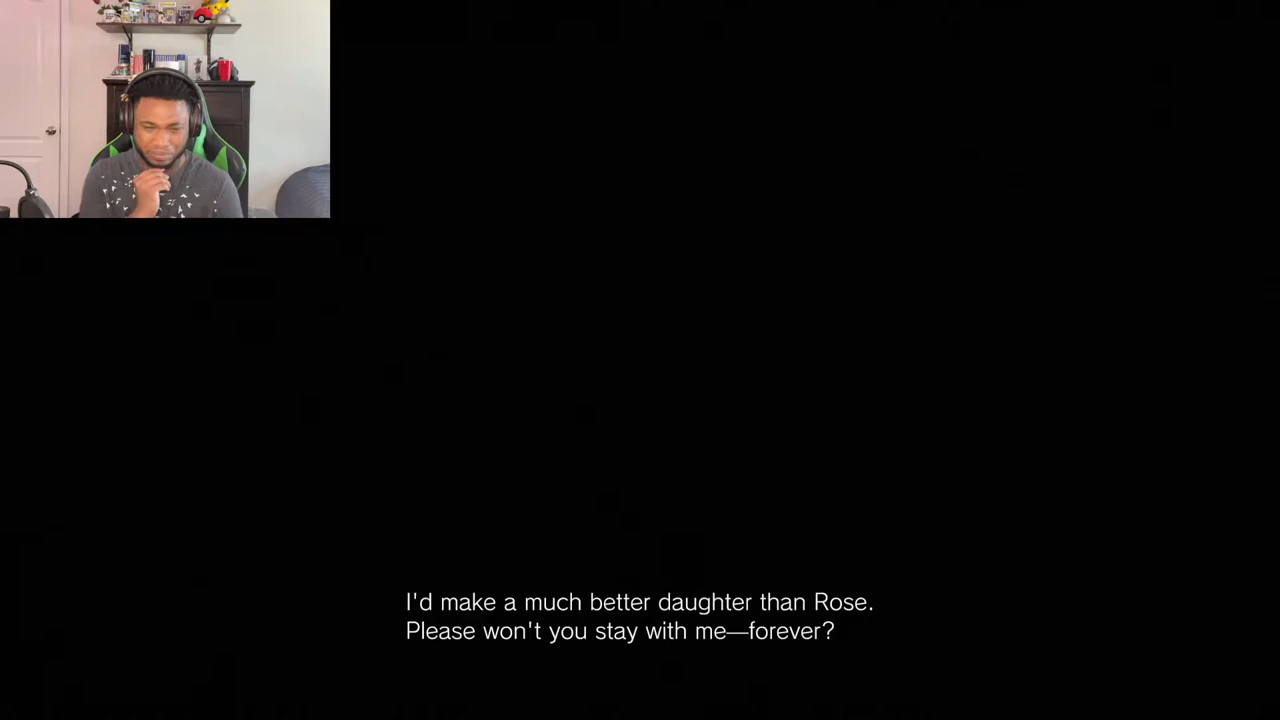 I'd make a much better daughter than Rose.
Please won't you stay with me—forever?